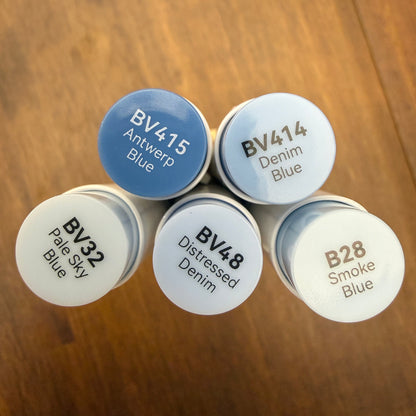 BV415
Antwerp
Blue
BV414
Denim
Blue
BV32
Pale Sky
Blue
BV48
Distressed
Denim
B28
Smoke
Blue